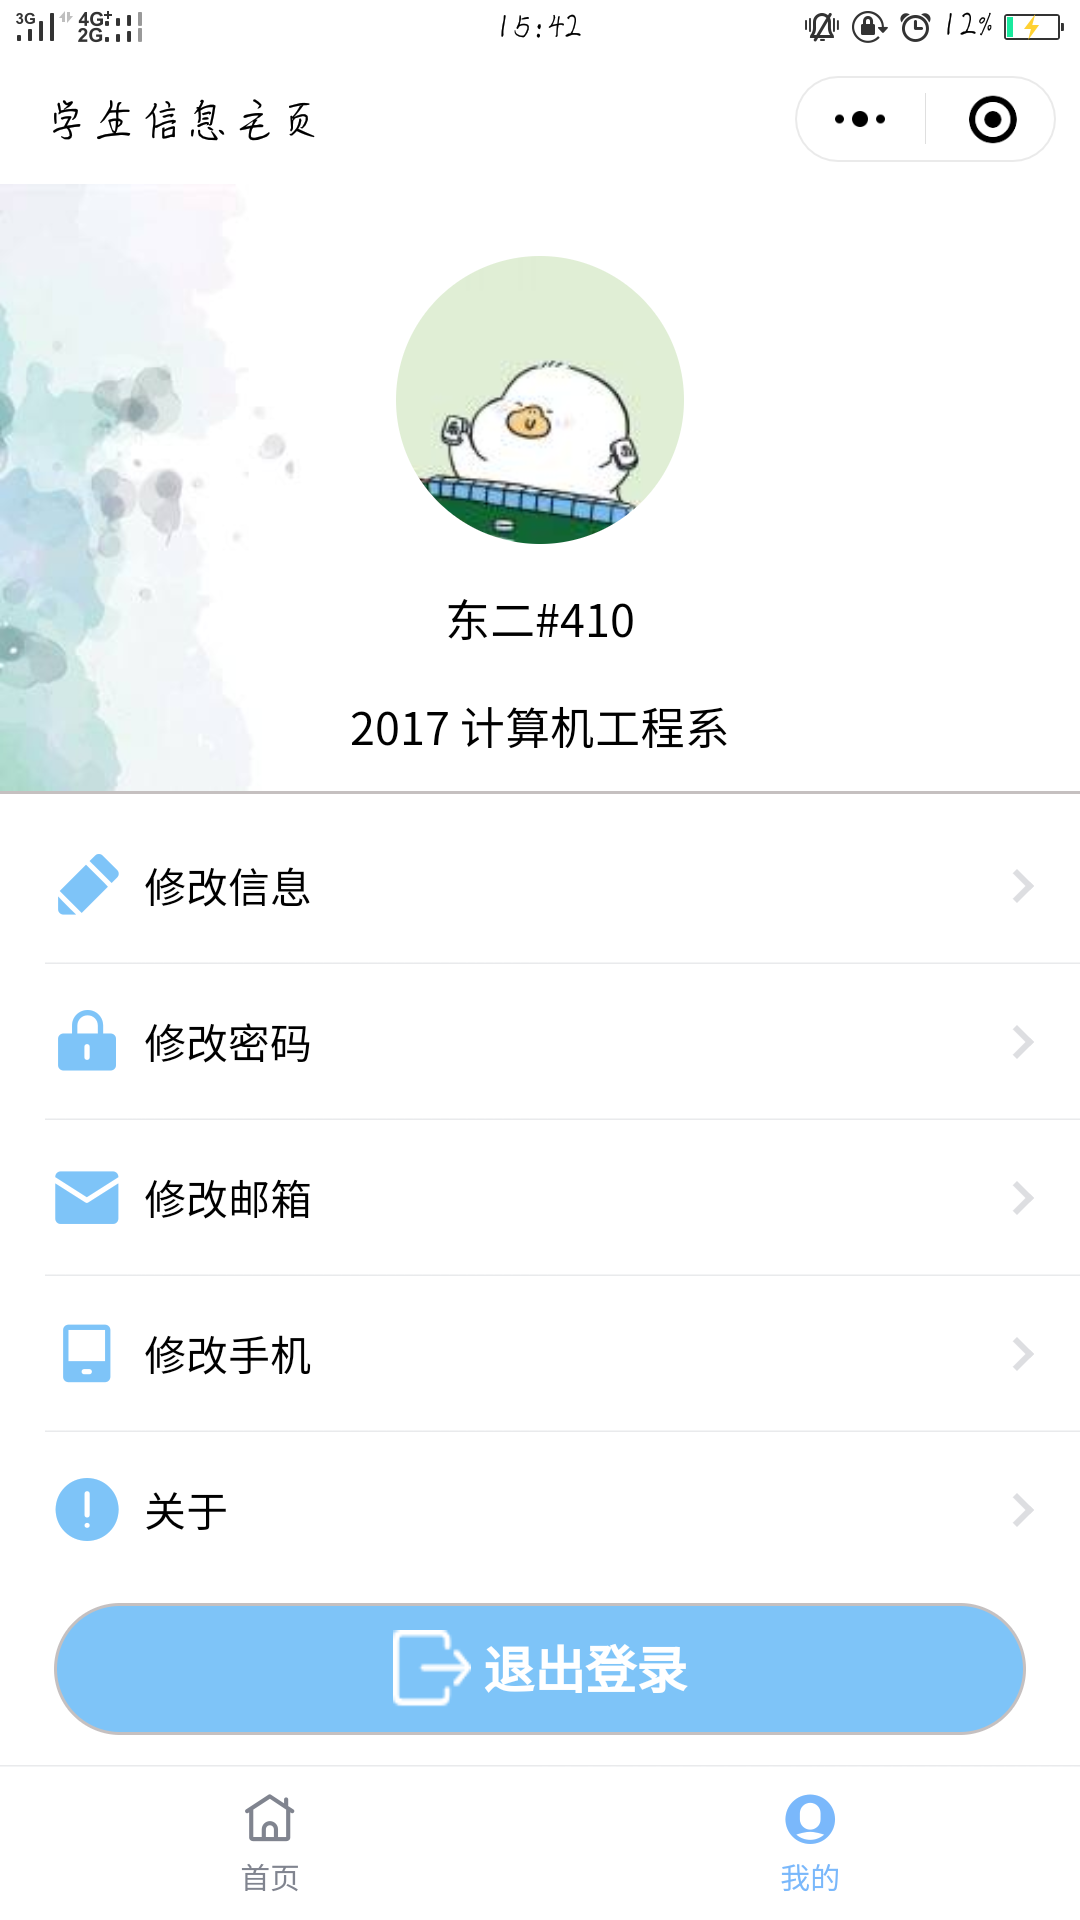 3G 4G+ 2G 15:42 12%
学生信息主页
东二#410
2017 计算机工程系
修改信息
修改密码
修改邮箱
修改手机
关于
退出登录
首页 我的